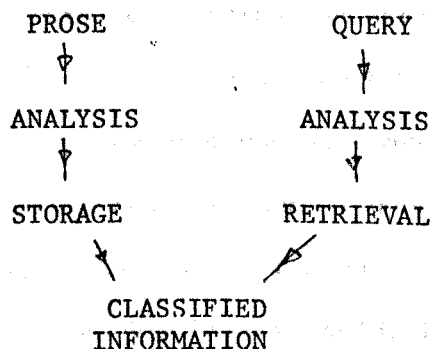 PROSE QUERY
ANALYSIS ANALYSIS
STORAGE RETRIEVAL
CLASSIFIED
INFORMATION